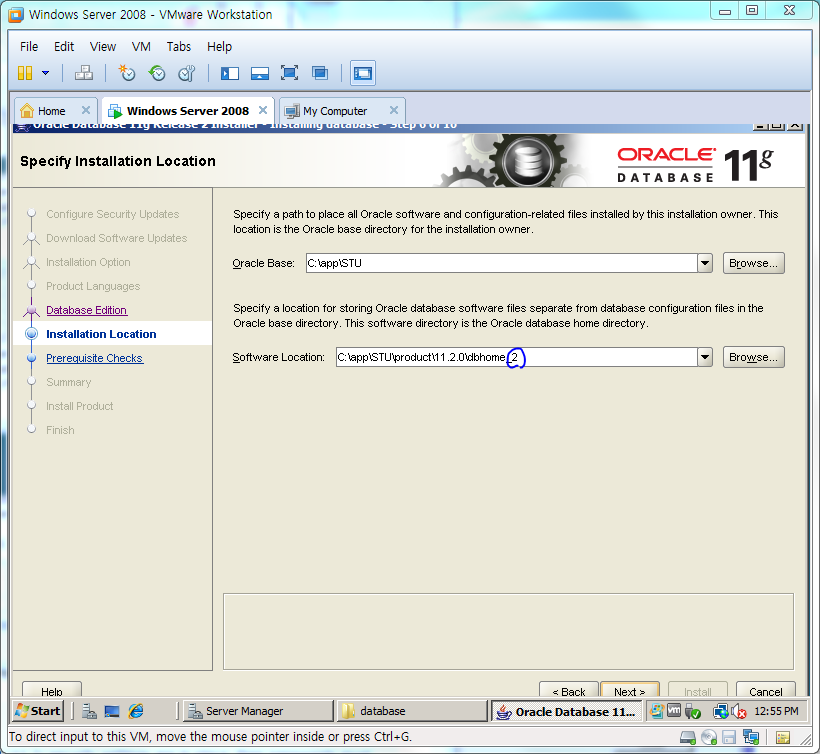 Windows Server 2008 - VMware Workstation
File Edit View VM Tabs Help
Home Windows Server 2008 My Computer
Oracle Database 11g Release 2 Installer - Installing database - Step 6 of 10
Specify Installation Location
ORACLE
DATABASE 11g
Configure Security Updates
Download Software Updates
Installation Option
Product Languages
Database Edition
Installation Location
Prerequisite Checks
Summary
Install Product
Finish
Specify a path to place all Oracle software and configuration-related files installed by this installation owner. This
location is the Oracle base directory for the installation owner.
Oracle Base: C:\app\STU Browse...
Specify a location for storing Oracle database software files separate from database configuration files in the
Oracle base directory. This software directory is the Oracle database home directory.
Software Location: C:\app\STU\product\11.2.0\dbhome_2 Browse...
Help < Back Next > Install Cancel
Start Server Manager database Oracle Database 11... vm 12:55 PM
To direct input to this VM, move the mouse pointer inside or press Ctrl+G.